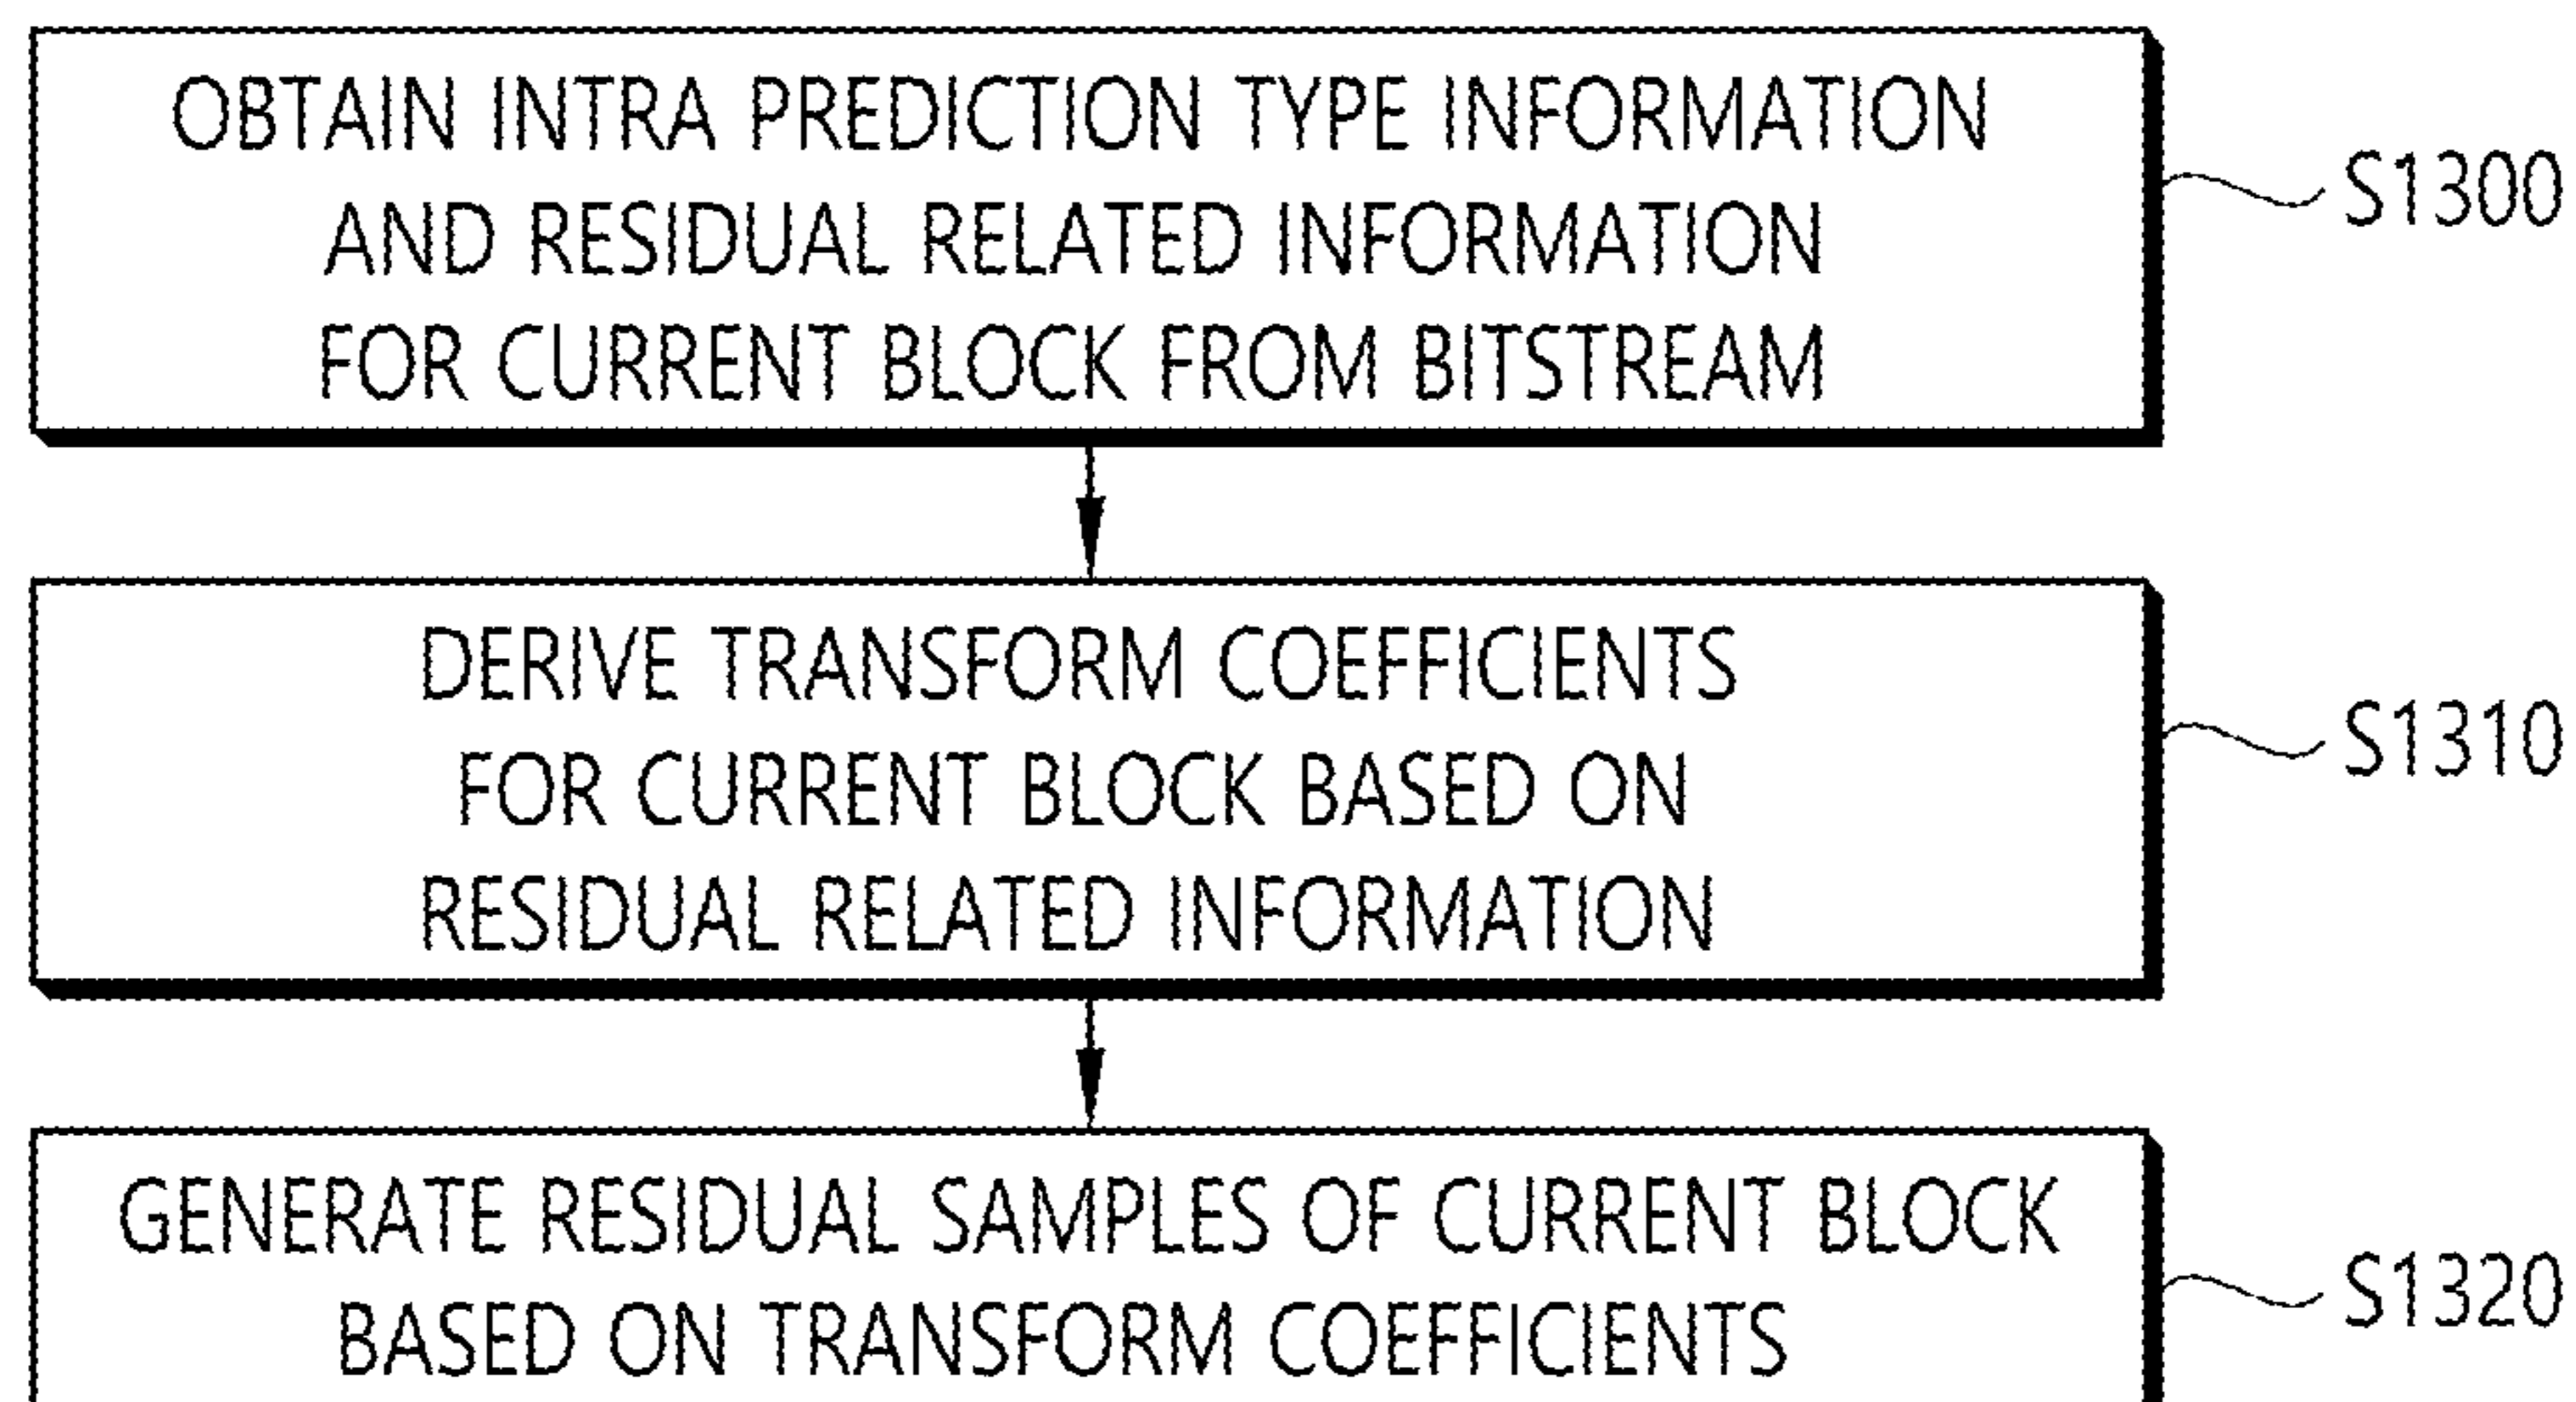 OBTAIN INTRA PREDICTION TYPE INFORMATION
AND RESIDUAL RELATED INFORMATION
FOR CURRENT BLOCK FROM BITSTREAM
S1300
DERIVE TRANSFORM COEFFICIENTS
FOR CURRENT BLOCK BASED ON
RESIDUAL RELATED INFORMATION
S1310
GENERATE RESIDUAL SAMPLES OF CURRENT BLOCK
BASED ON TRANSFORM COEFFICIENTS
S1320